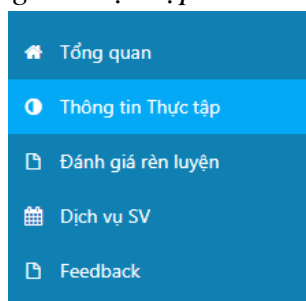 Tổng quan
Thông tin Thực tập
Đánh giá rèn luyện
Dịch vụ SV
Feedback